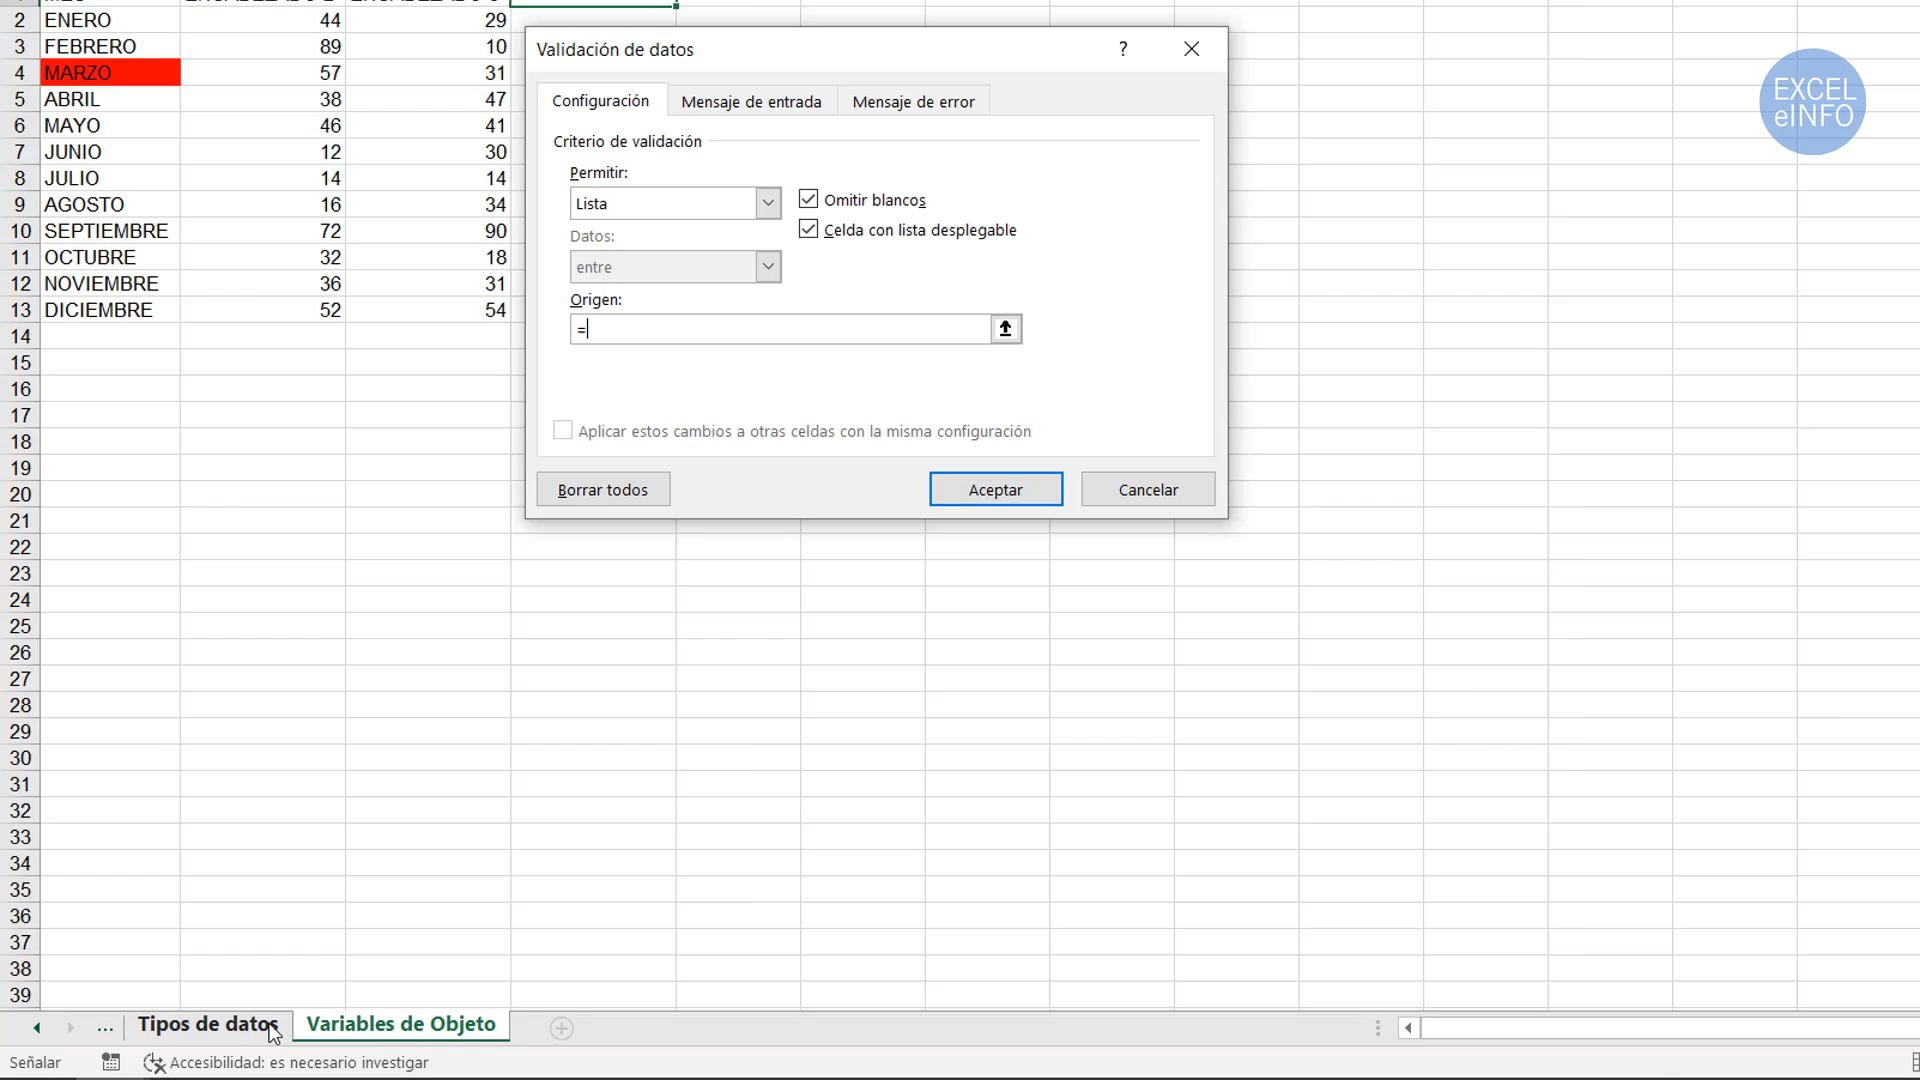 2 ENERO 44 29
3 FEBRERO 89 10
4 MARZO 57 31
5 ABRIL 38 47
6 MAYO 46 41
7 JUNIO 12 30
8 JULIO 14 14
9 AGOSTO 16 34
10 SEPTIEMBRE 72 90
11 OCTUBRE 32 18
12 NOVIEMBRE 36 31
13 DICIEMBRE 52 54
14
15
16
17
18
19
20
21
22
23
24
25
26
27
28
29
30
31
32
33
34
35
36
37
38
39
Validación de datos ?
Configuración Mensaje de entrada Mensaje de error
Criterio de validación
Permitir:
Lista
Omitir blancos
Celda con lista desplegable
Datos:
entre
Origen:
=
Aplicar estos cambios a otras celdas con la misma configuración
Borrar todos Aceptar Cancelar
EXCEL
eINFO
... Tipos de datos Variables de Objeto
Señalar Accesibilidad: es necesario investigar